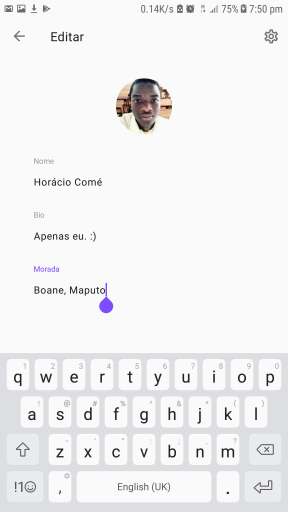 0.14K/s 75% 7:50 pm
Editar
Nome
Horácio Comé
Bio
Apenas eu. :)
Morada
Boane, Maputo
1 2 3 4 5 6 7 8 9 0
q w e r t y u i o p
! @ # % " & * ( )
a s d f g h j k l
z x c v b n m
!1☺ , English (UK) .